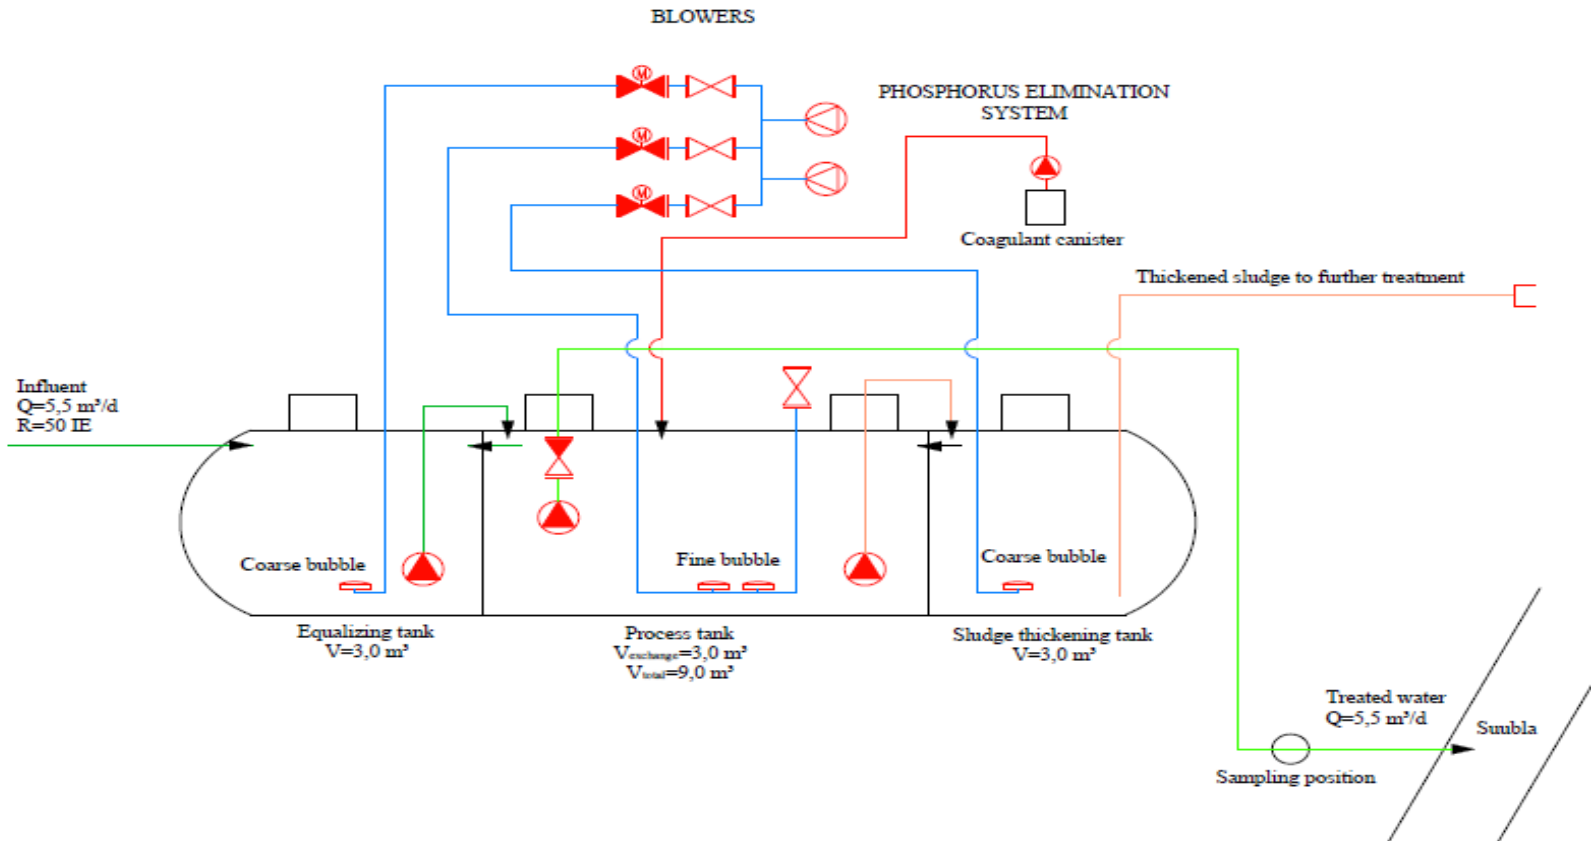 BLOWERS
M
PHOSPHORUS ELIMINATION
SYSTEM
M
M
Coagulant canister
Thickened sludge to further treatment
Influent
Q=5,5 m³/d
R=50 IE
Coarse bubble
Fine bubble
Coarse bubble
Equalizing tank
V=3,0 m³
Process tank
Vexchange=3,0 m³
Vtotal=9,0 m³
Sludge thickening tank
V=3,0 m³
Treated water
Q=5,5 m³/d
Suubla
Sampling position